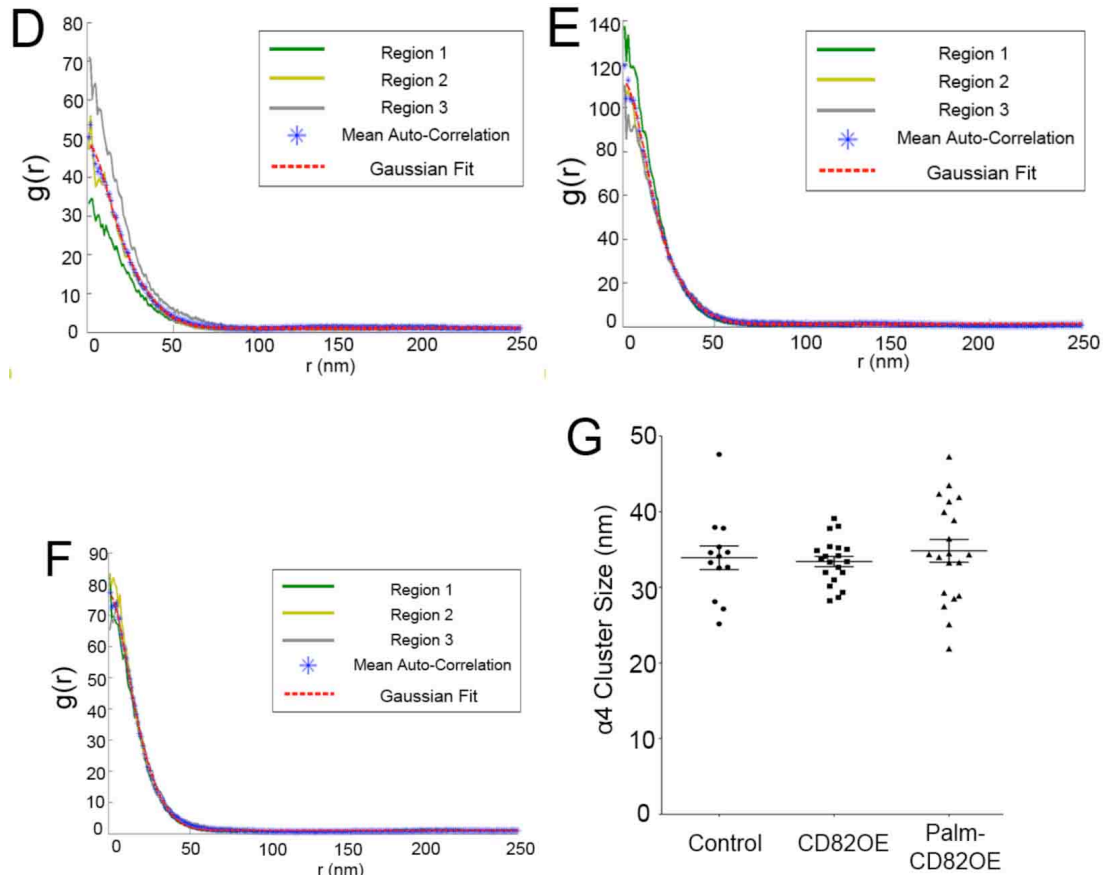 D
80
70
60
50
40
30
20
10
0
g(r)
Region 1
Region 2
Region 3
Mean Auto-Correlation
Gaussian Fit
0 50 100 150 200 250
r (nm)
E
140
120
100
80
60
40
20
0
g(r)
Region 1
Region 2
Region 3
Mean Auto-Correlation
Gaussian Fit
0 50 100 150 200 250
r (nm)
F
90
80
70
60
50
40
30
20
10
0
g(r)
Region 1
Region 2
Region 3
Mean Auto-Correlation
Gaussian Fit
0 50 100 150 200 250
r (nm)
G
50
40
30
20
10
0
α4 Cluster Size (nm)
Control CD82OE Palm-
CD82OE